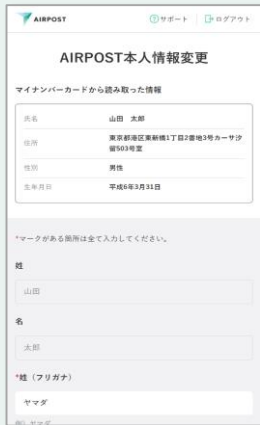 AIRPOST
サポート
ログアウト
AIRPOST本人情報変更
マイナンバーカードから読み取った情報
氏名 山田 太郎
住所 東京都港区東新橋1丁目2番地3号カーサ汐
留503号室
性別 男性
生年月日 平成6年3月31日
*マークがある箇所は全て入力してください。
姓
山田
名
太郎
*姓（フリガナ）
ヤマダ
例）ヤマダ